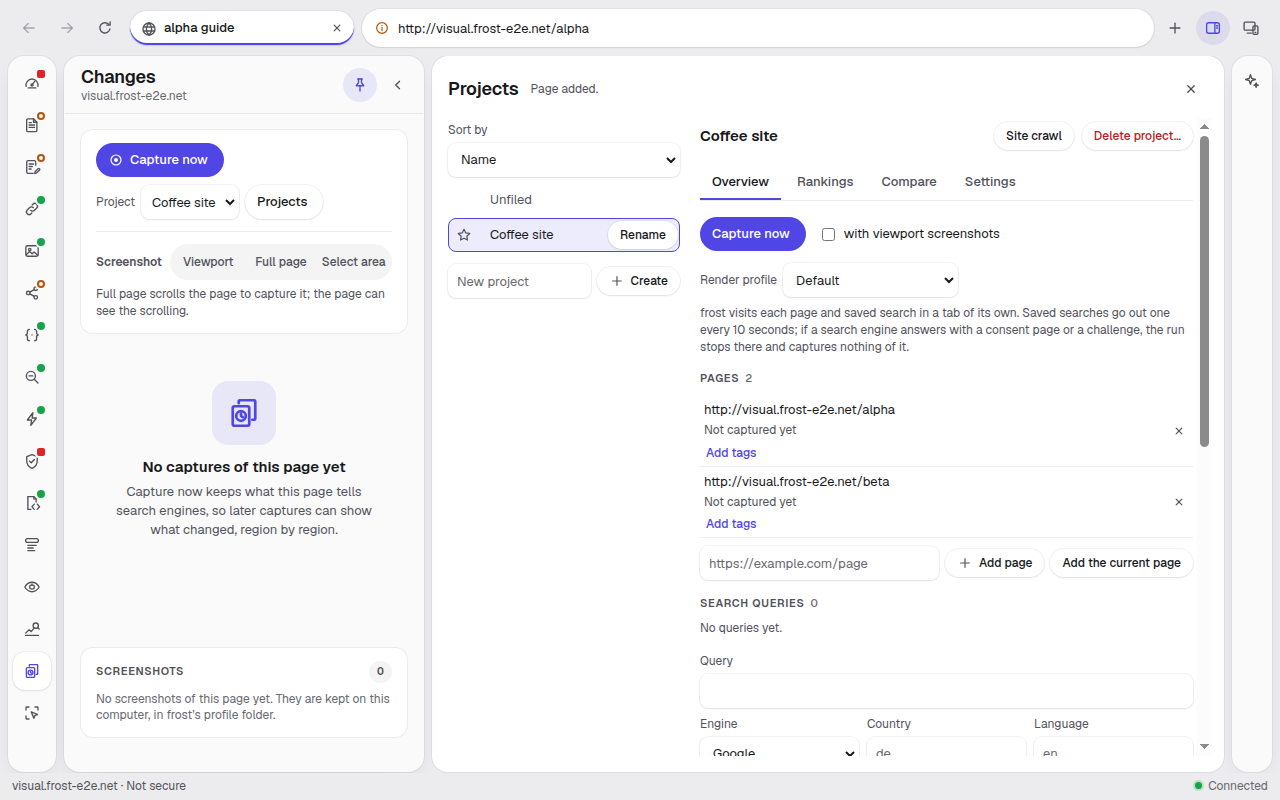 alpha guide
http://visual.frost-e2e.net/alpha
Changes
visual.frost-e2e.net
Capture now
Project
Coffee site
Projects
Screenshot
Viewport
Full page
Select area
Full page scrolls the page to capture it; the page can
see the scrolling.
No captures of this page yet
Capture now keeps what this page tells
search engines, so later captures can show
what changed, region by region.
SCREENSHOTS
0
No screenshots of this page yet. They are kept on this
computer, in frost's profile folder.
Projects
Page added.
Sort by
Name
Unfiled
Coffee site
Rename
New project
Create
Coffee site
Site crawl
Delete project…
Overview
Rankings
Compare
Settings
Capture now
with viewport screenshots
Render profile
Default
frost visits each page and saved search in a tab of its own. Saved searches go out one
every 10 seconds; if a search engine answers with a consent page or a challenge, the run
stops there and captures nothing of it.
PAGES 2
http://visual.frost-e2e.net/alpha
Not captured yet
Add tags
http://visual.frost-e2e.net/beta
Not captured yet
Add tags
https://example.com/page
Add page
Add the current page
SEARCH QUERIES 0
No queries yet.
Query
Engine
Country
Language
Google
de
en
visual.frost-e2e.net · Not secure
Connected